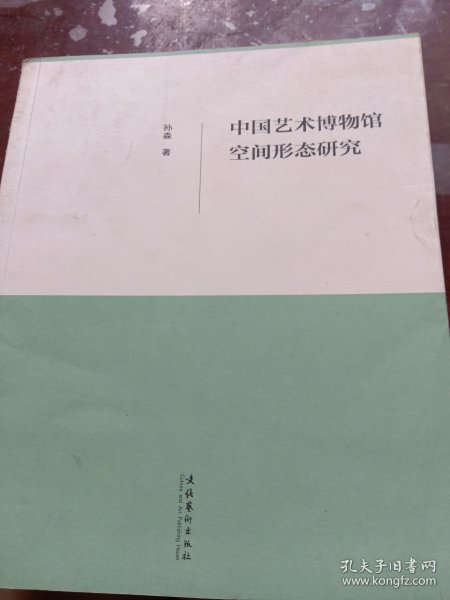 中国艺术博物馆
空间形态研究
孙淼 著
文化艺术出版社
Culture and Art Publishing House
孔夫子旧书网
www.kongfz.com